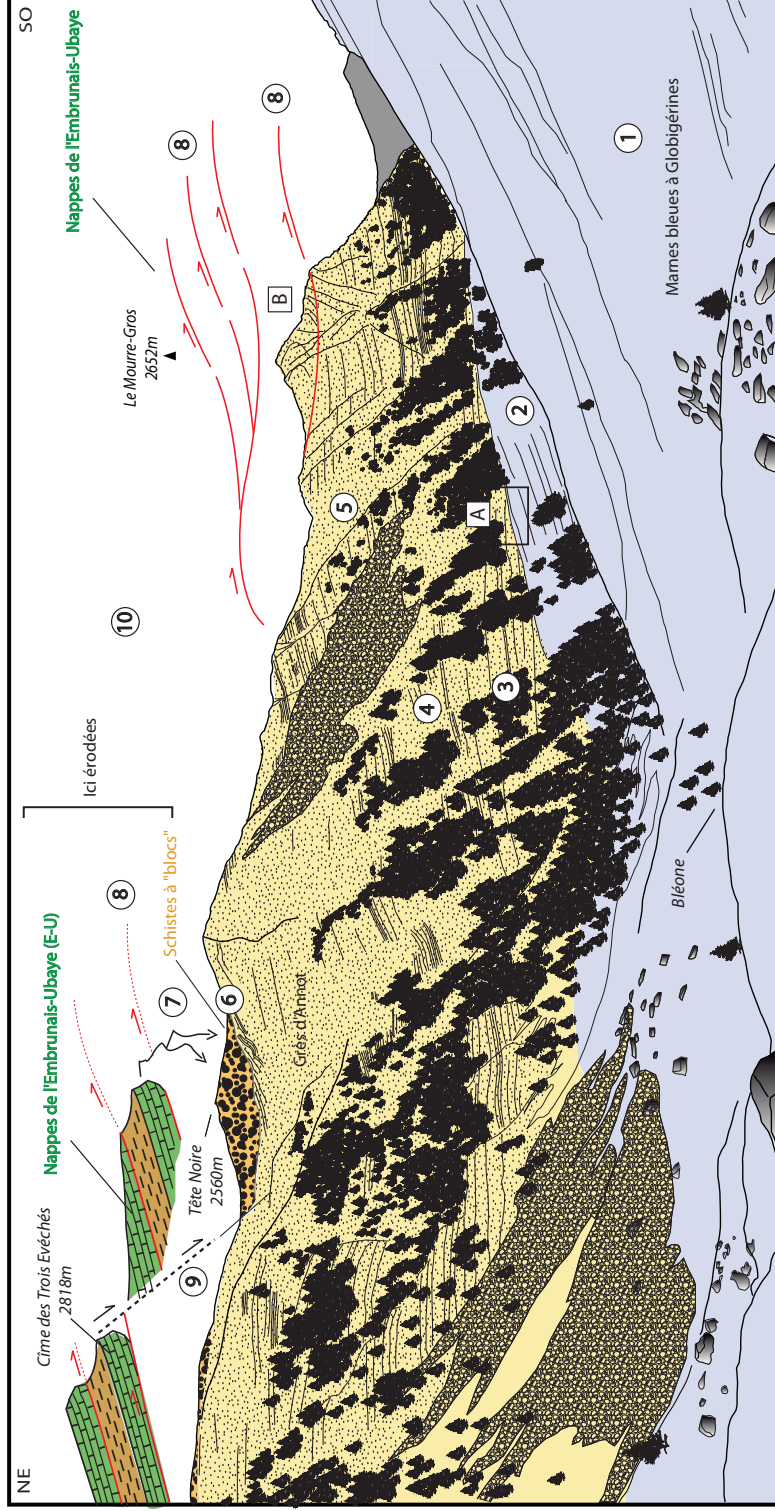 NE
SO
Cîme des Trois Evéchés
2818m
Nappes de l'Embrunais-Ubaye (E-U)
Ici érodées
Le Mourre-Gros
2652m
Nappes de l'Embrunais-Ubaye
8
8
8
10
7
9
Tête Noire
2560m
Schistes à "blocs"
6
B
5
Grès d'Annot
4
3
A
2
1
Marnes bleues à Globigérines
Bléone